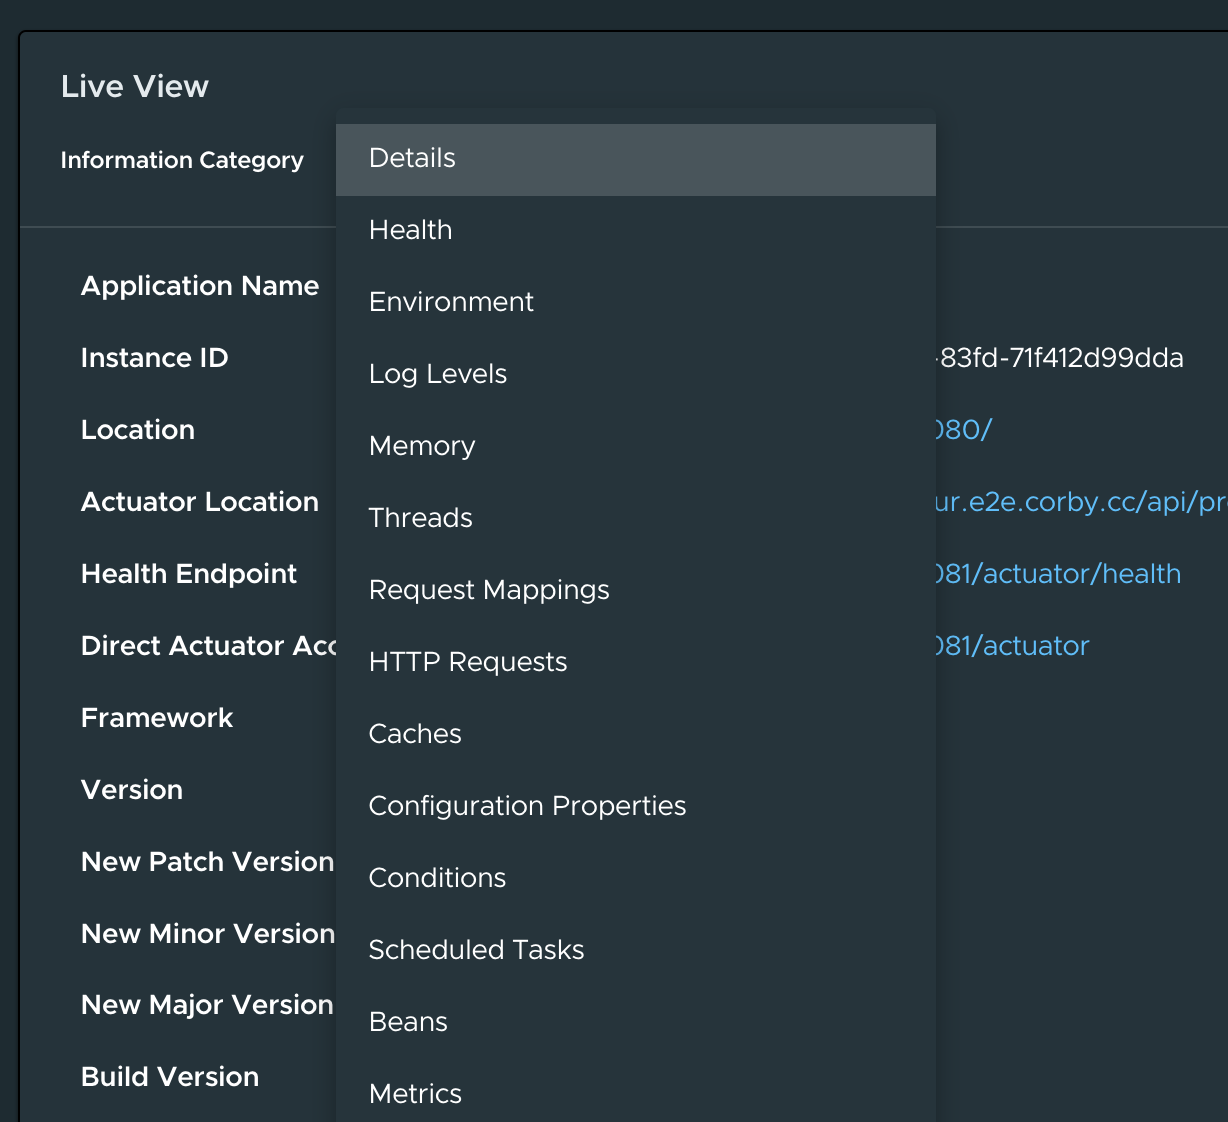 Live View
Information Category
Details
Health
Environment
Log Levels
Memory
Threads
Request Mappings
HTTP Requests
Caches
Configuration Properties
Conditions
Scheduled Tasks
Beans
Metrics
Application Name
Instance ID -83fd-71f412d99dda
Location 080/
Actuator Location ur.e2e.corby.cc/api/pr
Health Endpoint 081/actuator/health
Direct Actuator 081/actuator
Framework
Version
New Patch Version
New Minor Version
New Major Version
Build Version